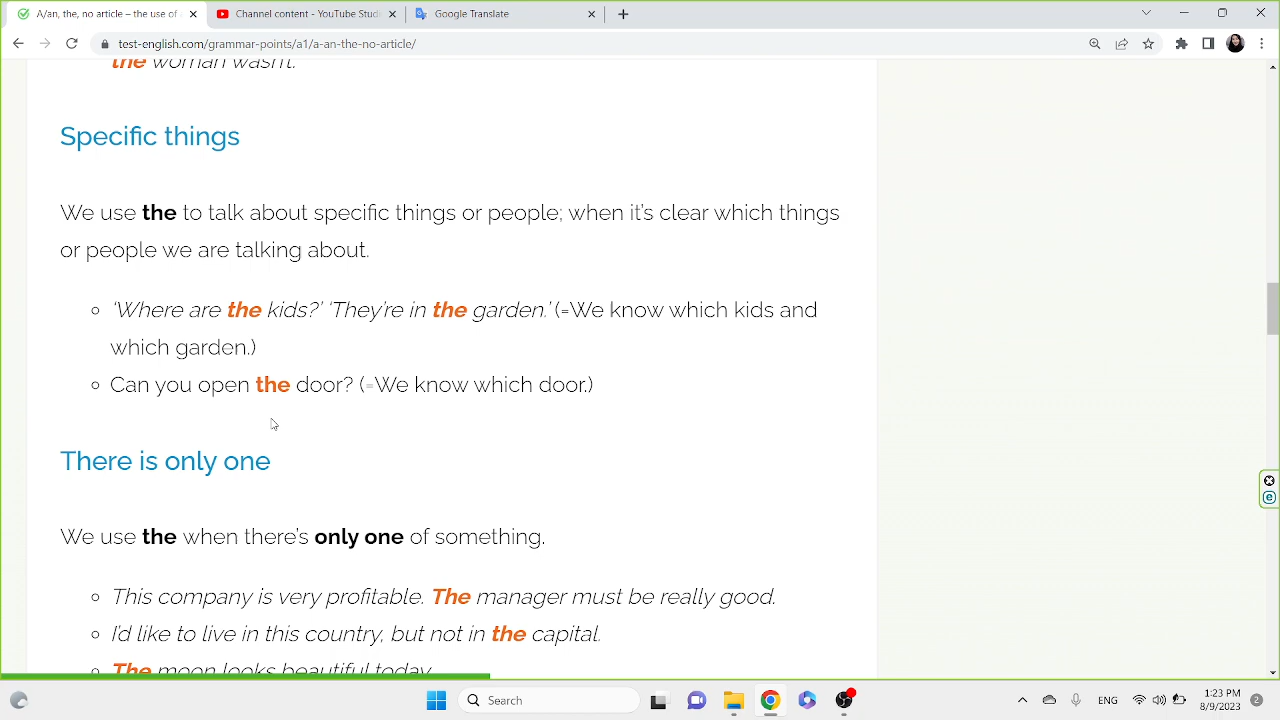 A/an, the, no article – the use of
Channel content - YouTube Studi
Google Translate
test-english.com/grammar-points/a1/a-an-the-no-article/
the woman wasn't.
Specific things
We use the to talk about specific things or people; when it's clear which things
or people we are talking about.
'Where are the kids?' 'They're in the garden.' (=We know which kids and
which garden.)
Can you open the door? (=We know which door.)
There is only one
We use the when there's only one of something.
This company is very profitable. The manager must be really good.
I'd like to live in this country, but not in the capital.
The moon looks beautiful today.
Search
ENG
1:23 PM
8/9/2023
2